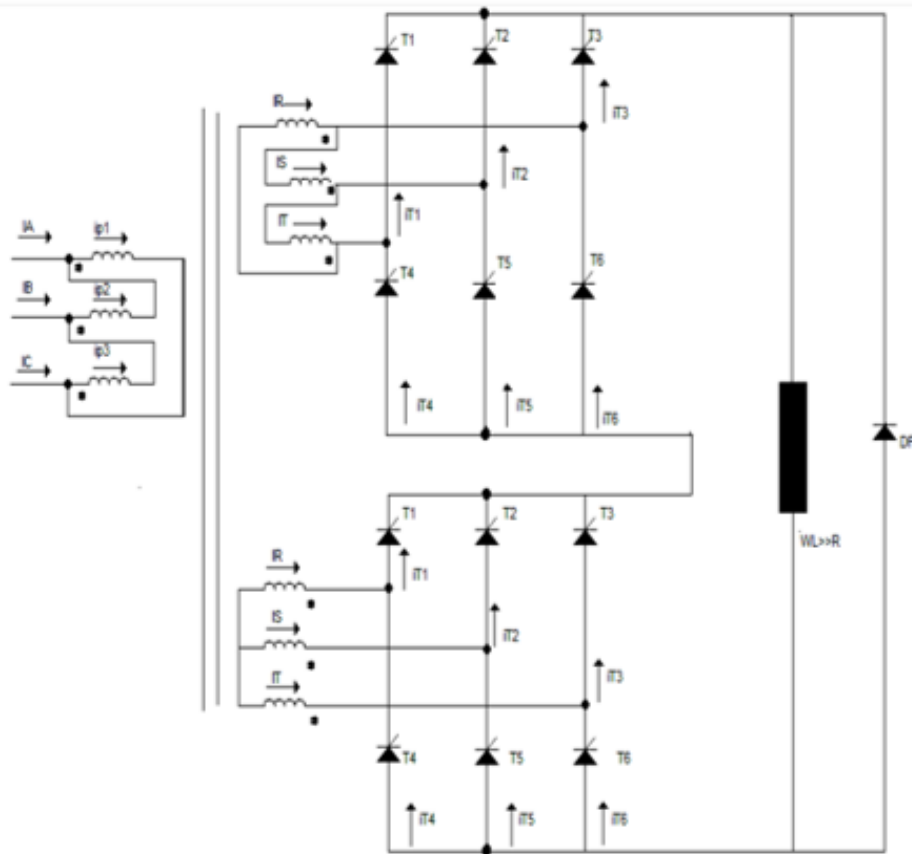 T1 T2 T3
IR
iT3
IS
iT2
IT
iT1
IA ip1
T4 T5 T6
IB ip2
IC ip3
iT4 iT5 iT6
DF
T1 T2 T3
WL>>R
IR
iT1
IS
iT2
IT
iT3
T4 T5 T6
iT4 iT5 iT6